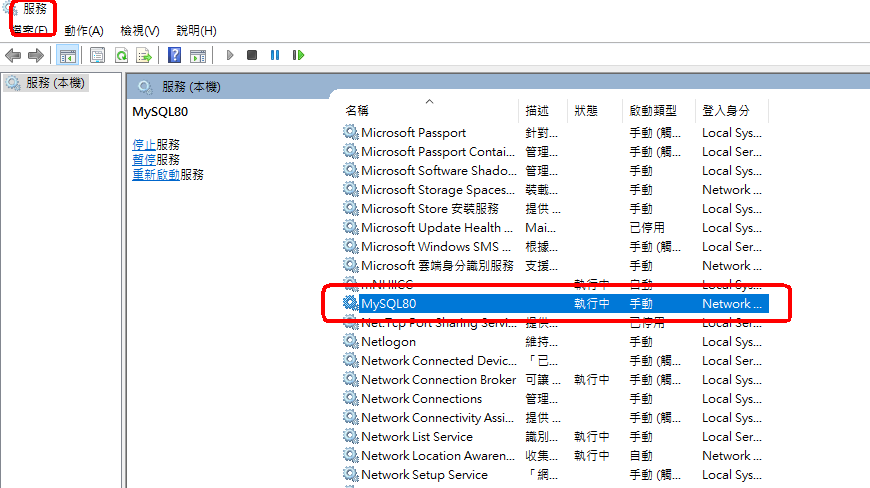 服務
檔案(F) 動作(A) 檢視(V) 說明(H)
服務 (本機)
服務 (本機)
MySQL80
停止服務
暫停服務
重新啟動服務
名稱 描述 狀態 啟動類型 登入身分
Microsoft Passport 針對... 手動 (觸... Local Sys...
Microsoft Passport Contai... 管理... 手動 (觸... Local Ser...
Microsoft Software Shado... 管理... 手動 Local Sys...
Microsoft Storage Spaces... 裝載... 手動 Network ...
Microsoft Store 安裝服務 提供 ... 手動 Local Sys...
Microsoft Update Health ... Mai... 已停用 Local Sys...
Microsoft Windows SMS ... 根據... 手動 (觸... Local Ser...
Microsoft 雲端身分識別服務 支援... 手動 Network ...
mNHIICC 執行中 自動 Local Sys...
MySQL80 執行中 手動 Network ...
Net.Tcp Port Sharing Servi... 提供... 已停用 Local Ser...
Netlogon 維持... 手動 Local Sys...
Network Connected Devic... 「已... 手動 (觸... Local Ser...
Network Connection Broker 可讓 ... 執行中 手動 (觸... Local Sys...
Network Connections 管理... 手動 Local Sys...
Network Connectivity Assi... 提供 ... 手動 (觸... Local Sys...
Network List Service 識別... 執行中 手動 Local Ser...
Network Location Awaren... 收集... 執行中 自動 Network ...
Network Setup Service 「網... 手動 (觸... Local Sys...